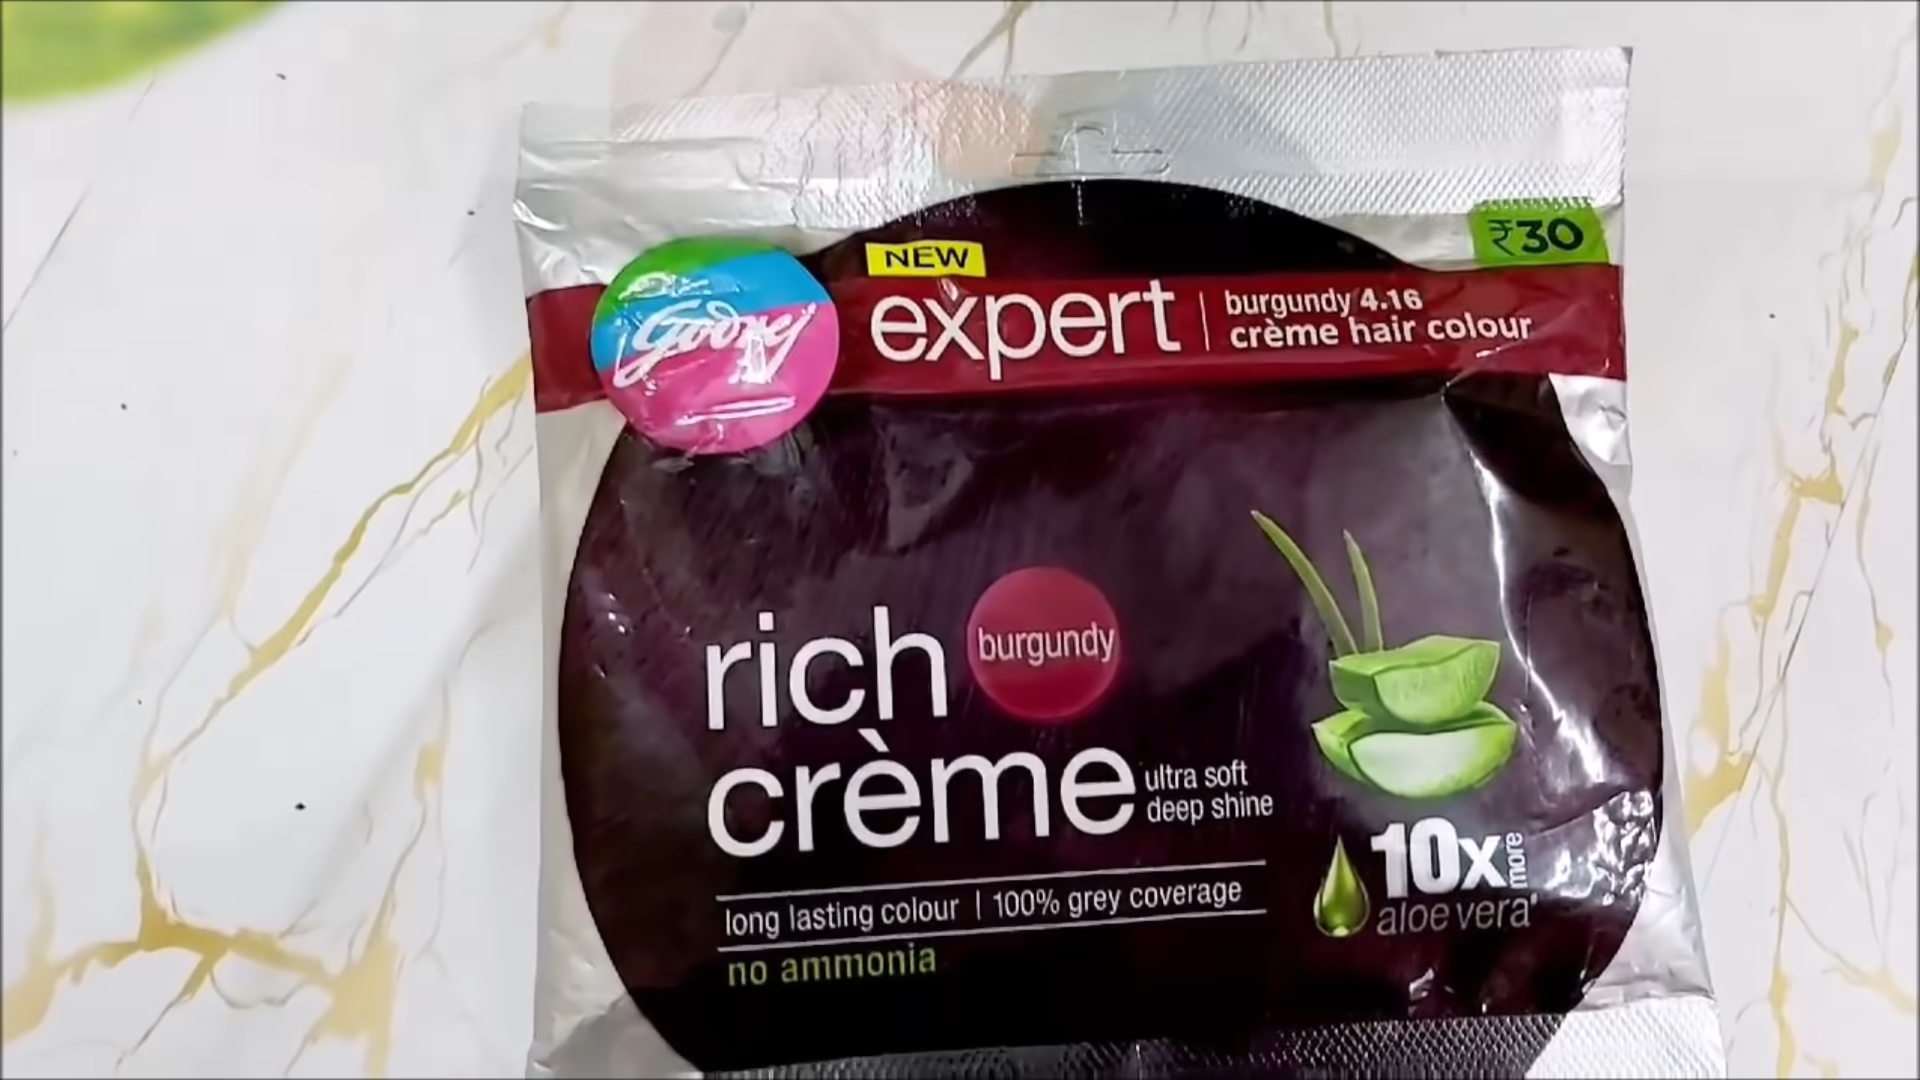 ₹30
NEW
Godrej
expert
burgundy 4.16
crème hair colour
rich
burgundy
crème
ultra soft
deep shine
10x more
aloe vera*
long lasting colour | 100% grey coverage
no ammonia